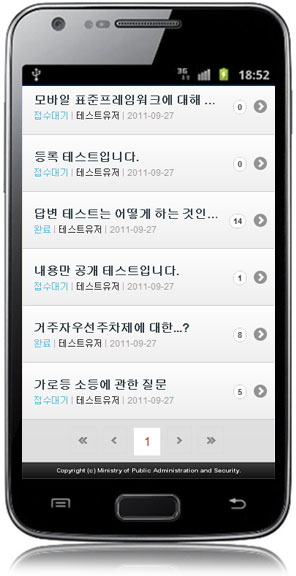 3G 18:52
모바일 표준프레임워크에 대해 ... 0
접수대기 | 테스트유저 | 2011-09-27
등록 테스트입니다. 0
접수대기 | 테스트유저 | 2011-09-27
답변 테스트는 어떻게 하는 것인... 14
완료 | 테스트유저 | 2011-09-27
내용만 공개 테스트입니다. 1
접수대기 | 테스트유저 | 2011-09-27
거주자우선주차제에 대한...? 8
완료 | 테스트유저 | 2011-09-27
가로등 소등에 관한 질문 5
접수대기 | 테스트유저 | 2011-09-27
« ‹ 1 › »
Copyright (c) Ministry of Public Administration and Security.